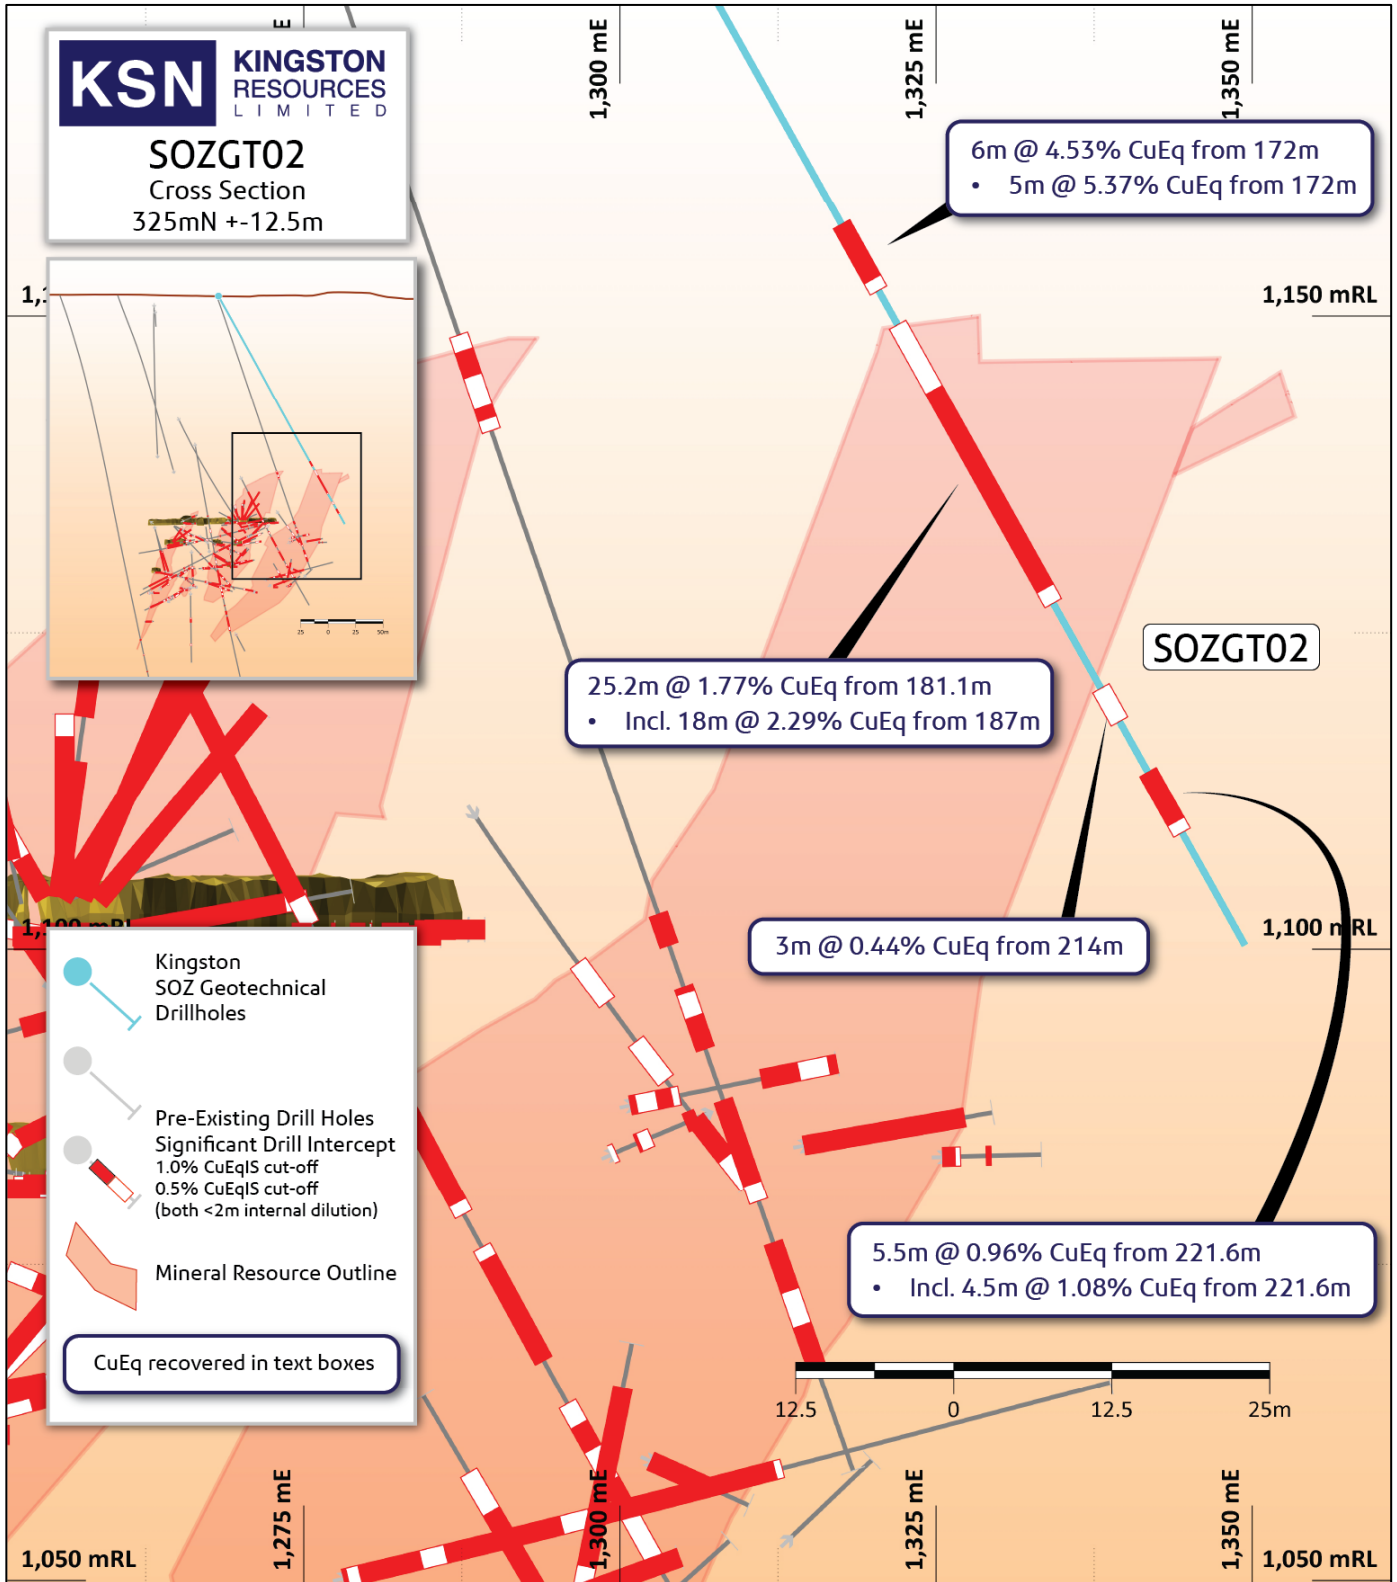 KSN
KINGSTON
RESOURCES
LIMITED
SOZGT02
Cross Section
325mN +-12.5m
1,300 mE
1,325 mE
1,350 mE
6m @ 4.53% CuEq from 172m
• 5m @ 5.37% CuEq from 172m
1,150 mRL
25 0 25 50m
SOZGT02
25.2m @ 1.77% CuEq from 181.1m
• Incl. 18m @ 2.29% CuEq from 187m
3m @ 0.44% CuEq from 214m
1,100 mRL
1,100 mRL
Kingston
SOZ Geotechnical
Drillholes
Pre-Existing Drill Holes
Significant Drill Intercept
1.0% CuEqIS cut-off
0.5% CuEqIS cut-off
(both <2m internal dilution)
Mineral Resource Outline
CuEq recovered in text boxes
5.5m @ 0.96% CuEq from 221.6m
• Incl. 4.5m @ 1.08% CuEq from 221.6m
12.5 0 12.5 25m
1,275 mE
1,300 mE
1,325 mE
1,350 mE
1,050 mRL
1,050 mRL